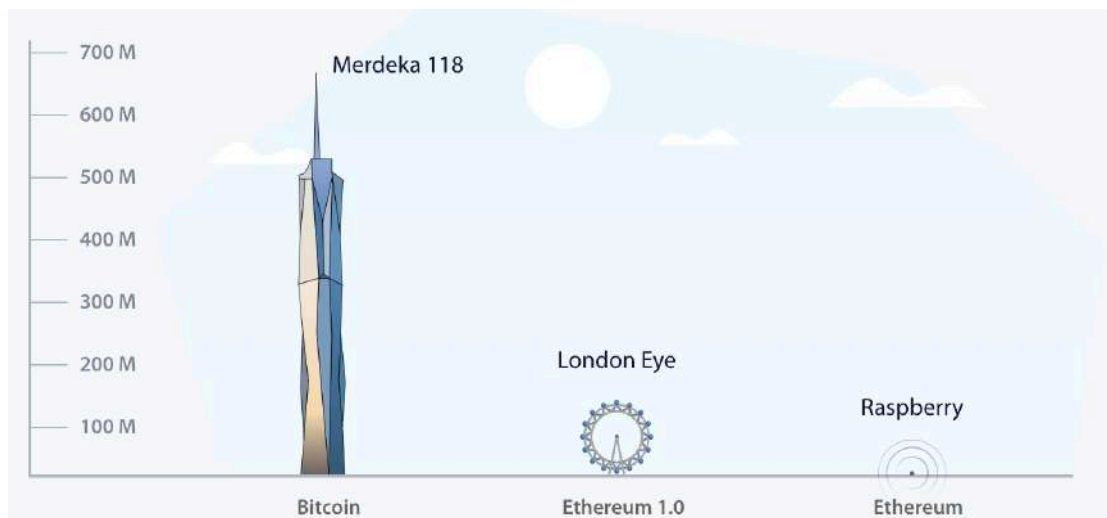 700 M
Merdeka 118
600 M
500 M
400 M
300 M
200 M
London Eye
Raspberry
100 M
Bitcoin
Ethereum 1.0
Ethereum